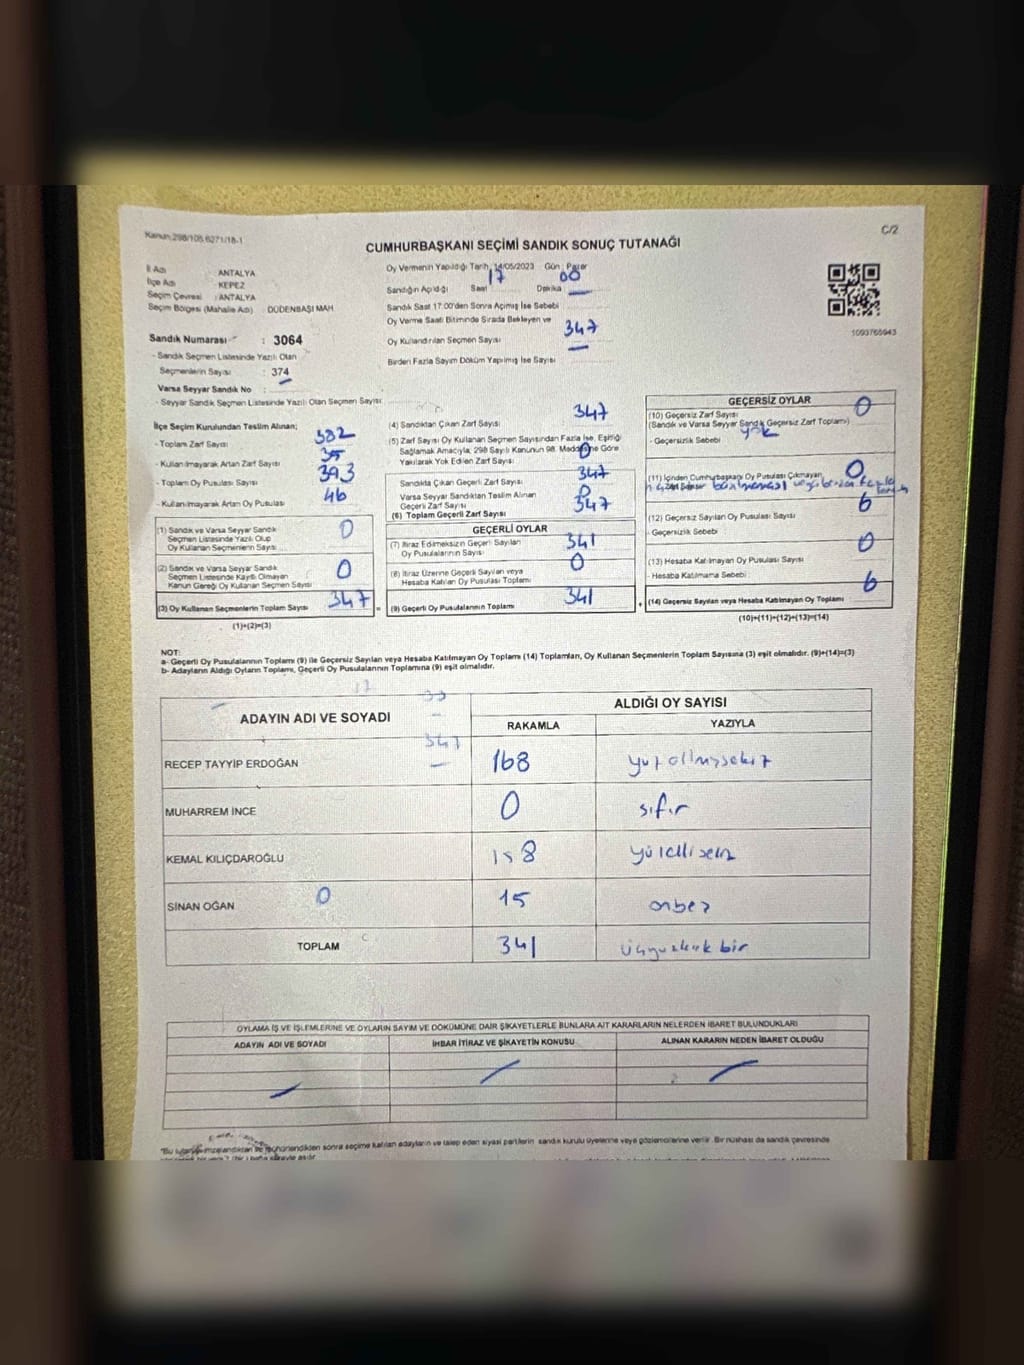 Kanun:298/105,6271/18-1
C/2
CUMHURBAŞKANI SEÇİMİ SANDIK SONUÇ TUTANAĞI
İl Adı : ANTALYA
İlçe Adı : KEPEZ
Seçim Çevresi : ANTALYA
Seçim Bölgesi (Mahalle Adı) DÜDENBAŞI MAH
Sandık Numarası : 3064
- Sandık Seçmen Listesinde Yazılı Olan
Seçmenlerin Sayısı : 374
Varsa Seyyar Sandık No :
- Seyyar Sandık Seçmen Listesinde Yazılı Olan Seçmen Sayısı
Oy Vermenin Yapıldığı Tarih 14/05/2023 Gün : Pazar
Sandığın Açıldığı Saat 17 Dakika 00
Sandık Saat 17:00'den Sonra Açılmış İse Sebebi
Oy Verme Saati Bitiminde Sırada Bekleyen ve
Oy Kullandırılan Seçmen Sayısı 347
Birden Fazla Sayım Döküm Yapılmış İse Sayısı
1093765943
İlçe Seçim Kurulundan Teslim Alınan;
- Toplam Zarf Sayısı 382
- Kullanılmayarak Artan Zarf Sayısı 35
- Toplam Oy Pusulası Sayısı 393
- Kullanılmayarak Artan Oy Pusulası 46
(1) Sandık ve Varsa Seyyar Sandık
Seçmen Listesinde Yazılı Olup
Oy Kullanan Seçmenlerin Sayısı 0
(2) Sandık ve Varsa Seyyar Sandık
Seçmen Listesinde Kayıtlı Olmayan
Kanun Gereği Oy Kullanan Seçmen Sayısı 0
(3) Oy Kullanan Seçmenlerin Toplam Sayısı 347 =
(1)+(2)=(3)
(4) Sandıktan Çıkan Zarf Sayısı 347
(5) Zarf Sayısı Oy Kullanan Seçmen Sayısından Fazla İse, Eşitliği
Sağlamak Amacıyla; 298 Sayılı Kanunun 98. Maddesine Göre
Yakılarak Yok Edilen Zarf Sayısı 0
Sandıkta Çıkan Geçerli Zarf Sayısı 347
Varsa Seyyar Sandıktan Teslim Alınan
Geçerli Zarf Sayısı 0
(6) Toplam Geçerli Zarf Sayısı 347
GEÇERLİ OYLAR
(7) İtiraz Edilmeksizin Geçerli Sayılan
Oy Pusulalarının Sayısı 341
(8) İtiraz Üzerine Geçerli Sayılan veya
Hesaba Katılan Oy Pusulası Toplamı 0
(9) Geçerli Oy Pusulalarının Toplamı 341 +
GEÇERSİZ OYLAR
(10) Geçersiz Zarf Sayısı 0
(Sandık ve Varsa Seyyar Sandık Geçersiz Zarf Toplamı)
- Geçersizlik Sebebi yok
(11) İçinden Cumhurbaşkanı Oy Pusulası Çıkmayan
Zarf Sayısı 0
(12) Geçersiz Sayılan Oy Pusulası Sayısı 6
- Geçersizlik Sebebi
(13) Hesaba Katılmayan Oy Pusulası Sayısı 0
- Hesaba Katılmama Sebebi
(14) Geçersiz Sayılan veya Hesaba Katılmayan Oy Toplamı 6
(10)+(11)+(12)+(13)=(14)
NOT:
a- Geçerli Oy Pusulalarının Toplamı (9) ile Geçersiz Sayılan veya Hesaba Katılmayan Oy Toplamı (14) Toplamları, Oy Kullanan Seçmenlerin Toplam Sayısına (3) eşit olmalıdır. (9)+(14)=(3)
b- Adayların Aldığı Oyların Toplamı, Geçerli Oy Pusulalarının Toplamına (9) eşit olmalıdır.
ADAYIN ADI VE SOYADI
ALDIĞI OY SAYISI
RAKAMLA YAZIYLA
347
RECEP TAYYİP ERDOĞAN 168 yüzaltmışsekiz
MUHARREM İNCE 0 sıfır
KEMAL KILIÇDAROĞLU 158 yüzellisekiz
SİNAN OĞAN 0 15 onbeş
TOPLAM 341 üçyüzkırk bir
OYLAMA İŞ VE İŞLEMLERİNE VE OYLARIN SAYIM VE DÖKÜMÜNE DAİR ŞİKAYETLERLE BUNLARA AİT KARARLARIN NELERDEN İBARET BULUNDUKLARI
ADAYIN ADI VE SOYADI İHBAR İTİRAZ VE ŞİKAYETİN KONUSU ALINAN KARARIN NEDEN İBARET OLDUĞU
*Bu tutanağın imzalandıktan ve mühürlendikten sonra seçime katılan adayların ve talep eden siyasi partilerin sandık kurulu üyelerine veya gözlemcilerine verilir. Bir nüshası da sandık çevresinde